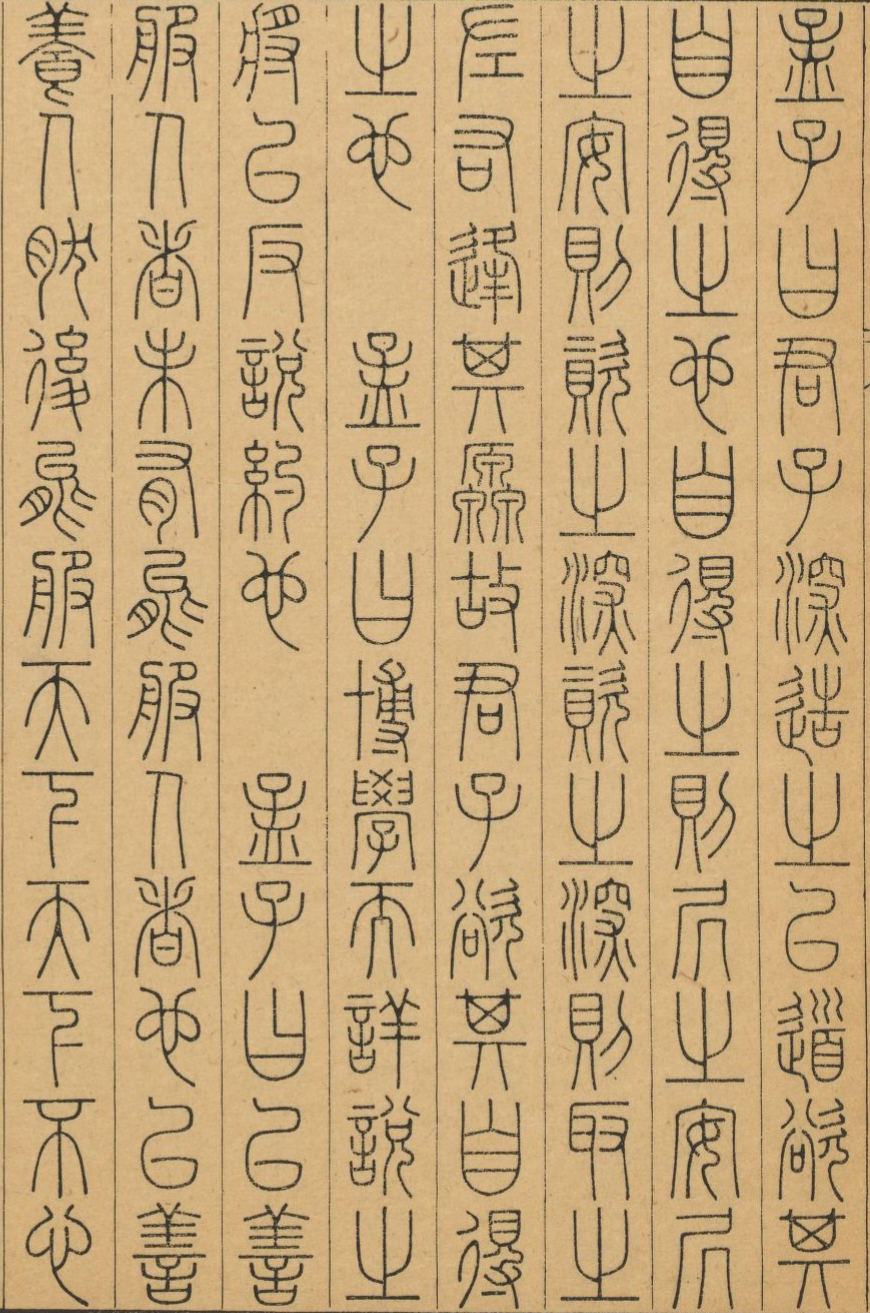 孟子曰君子深造之以道欲其
自得之也自得之則居之安居
之安則資之深資之深則取之
左右逢其原故君子欲其自得
之也　孟子曰博學而詳說之
將以反說約也　孟子曰以善
服人者未有能服人者也以善
養人然後能服天下天下不心